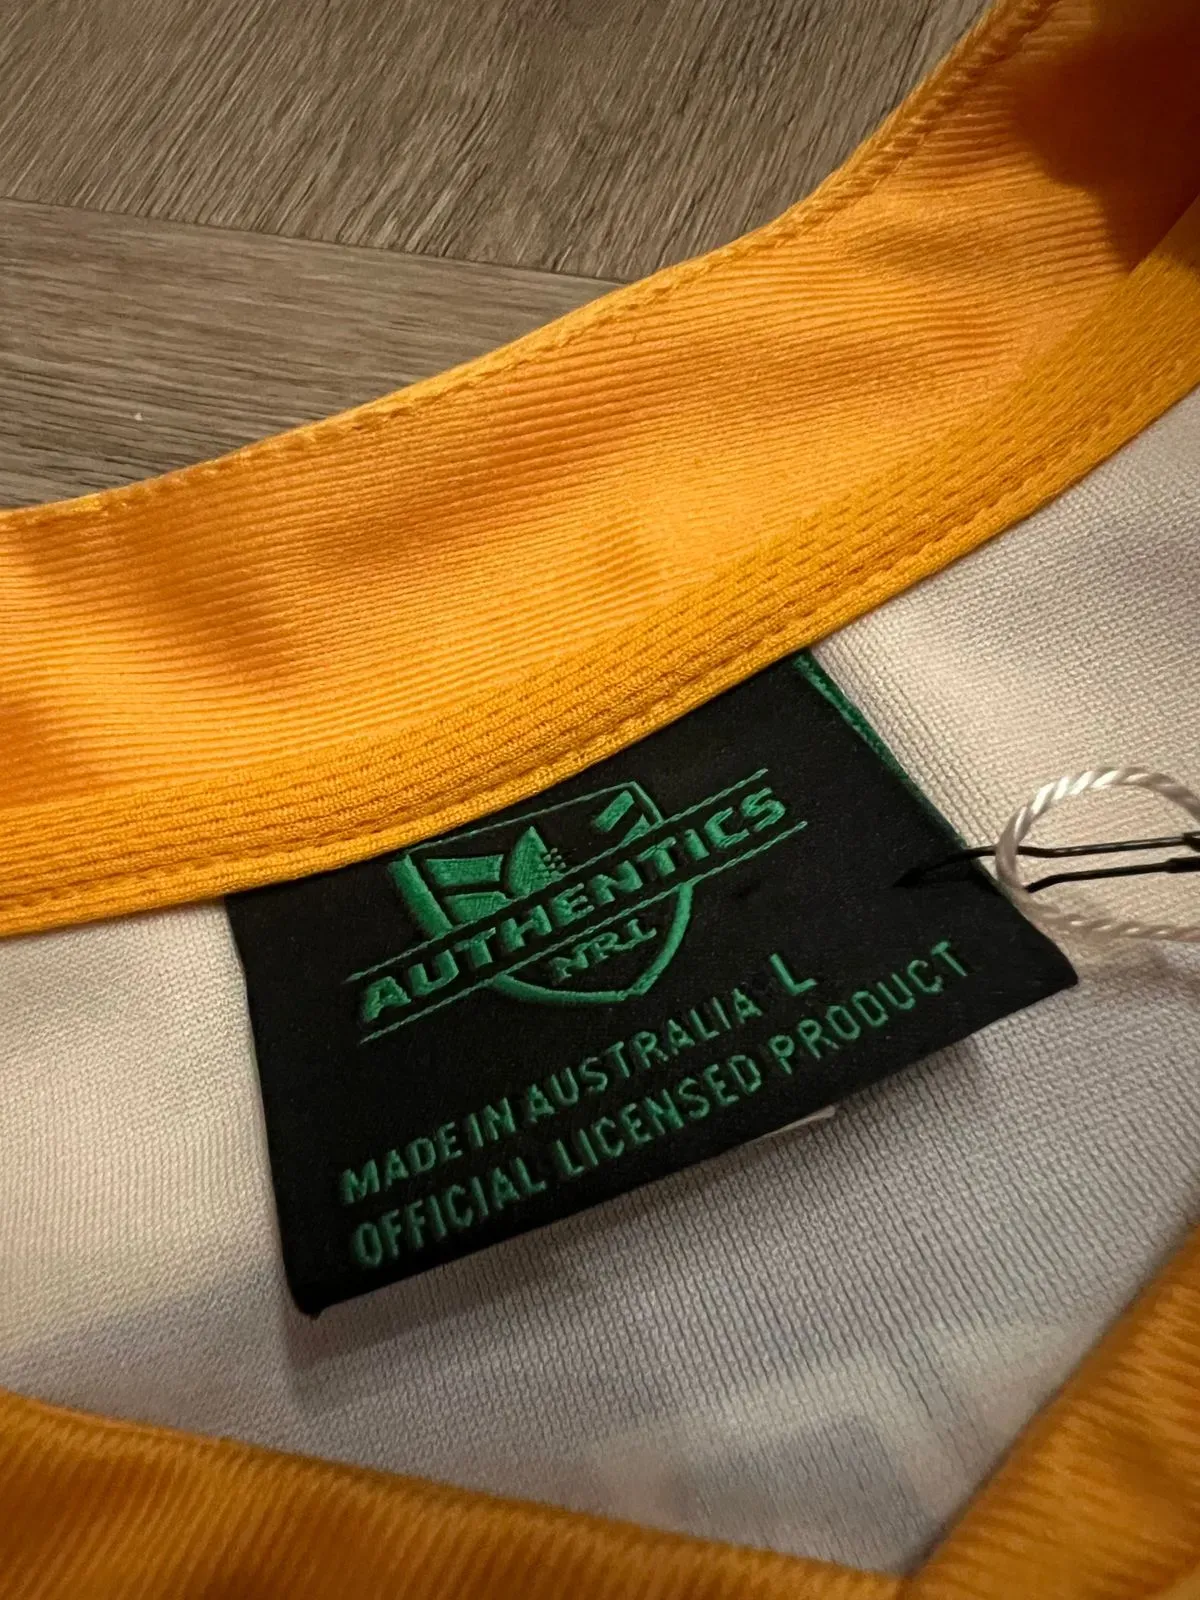 AUTHENTICS
NRL
MADE IN AUSTRALIA L
OFFICIAL LICENSED PRODUCT